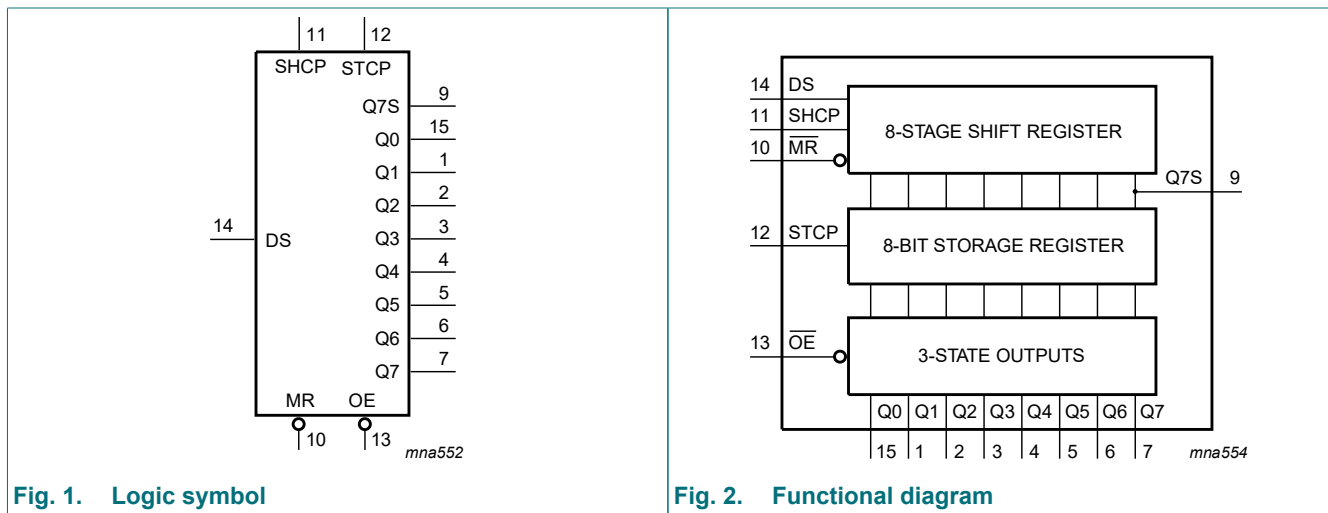 11 12
SHCP STCP
Q7S 9
Q0 15
Q1 1
Q2 2
14 DS
Q3 3
Q4 4
Q5 5
Q6 6
Q7 7
MR OE
10 13
mna552
Fig. 1. Logic symbol
14 DS
11 SHCP
8-STAGE SHIFT REGISTER
10 MR
Q7S 9
12 STCP
8-BIT STORAGE REGISTER
13 OE
3-STATE OUTPUTS
Q0 Q1 Q2 Q3 Q4 Q5 Q6 Q7
15 1 2 3 4 5 6 7
mna554
Fig. 2. Functional diagram